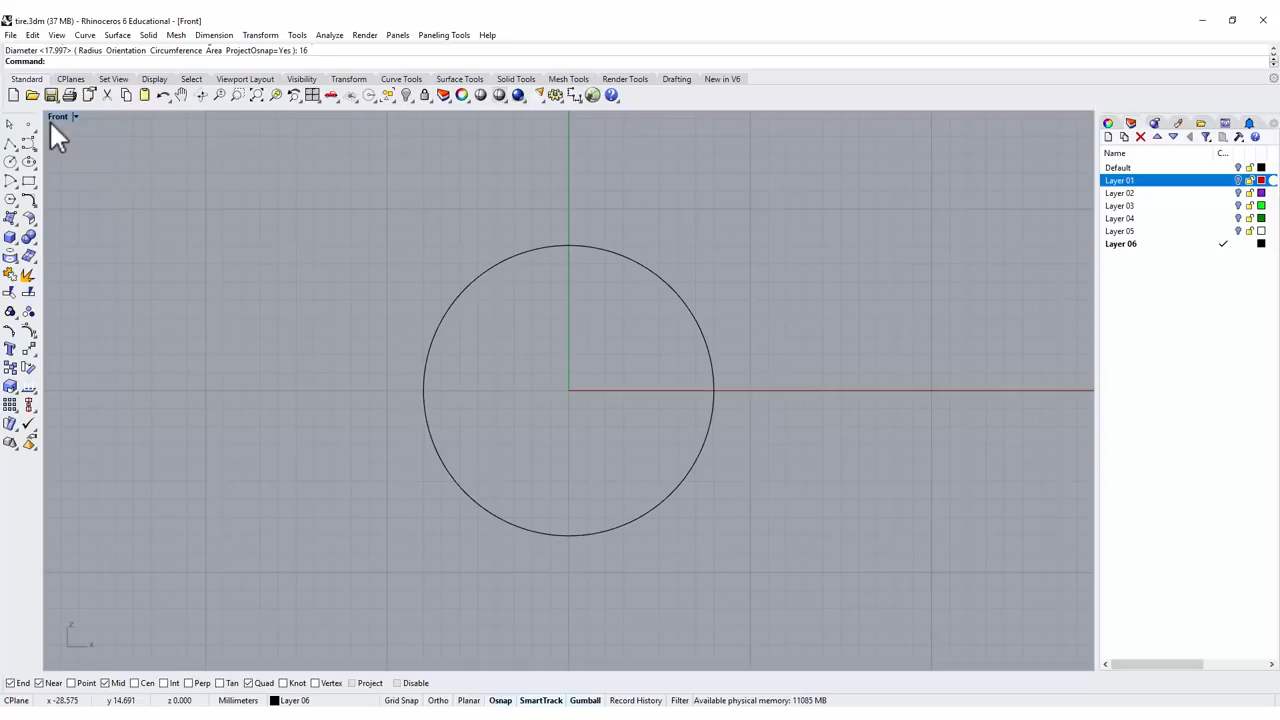 tire.3dm (37 MB) - Rhinoceros 6 Educational - [Front]
File Edit View Curve Surface Solid Mesh Dimension Transform Tools Analyze Render Panels Paneling Tools Help
Diameter <17.997> ( Radius Orientation Circumference Area ProjectOsnap=Yes ): 16
Command:
Standard CPlanes Set View Display Select Viewport Layout Visibility Transform Curve Tools Surface Tools Solid Tools Mesh Tools Render Tools Drafting New in V6
Front
Name C...
Default
Layer 01
Layer 02
Layer 03
Layer 04
Layer 05
Layer 06
z
x
End Near Point Mid Cen Int Perp Tan Quad Knot Vertex Project Disable
CPlane x -28.575 y 14.691 z 0.000 Millimeters Layer 06 Grid Snap Ortho Planar Osnap SmartTrack Gumball Record History Filter Available physical memory: 11085 MB